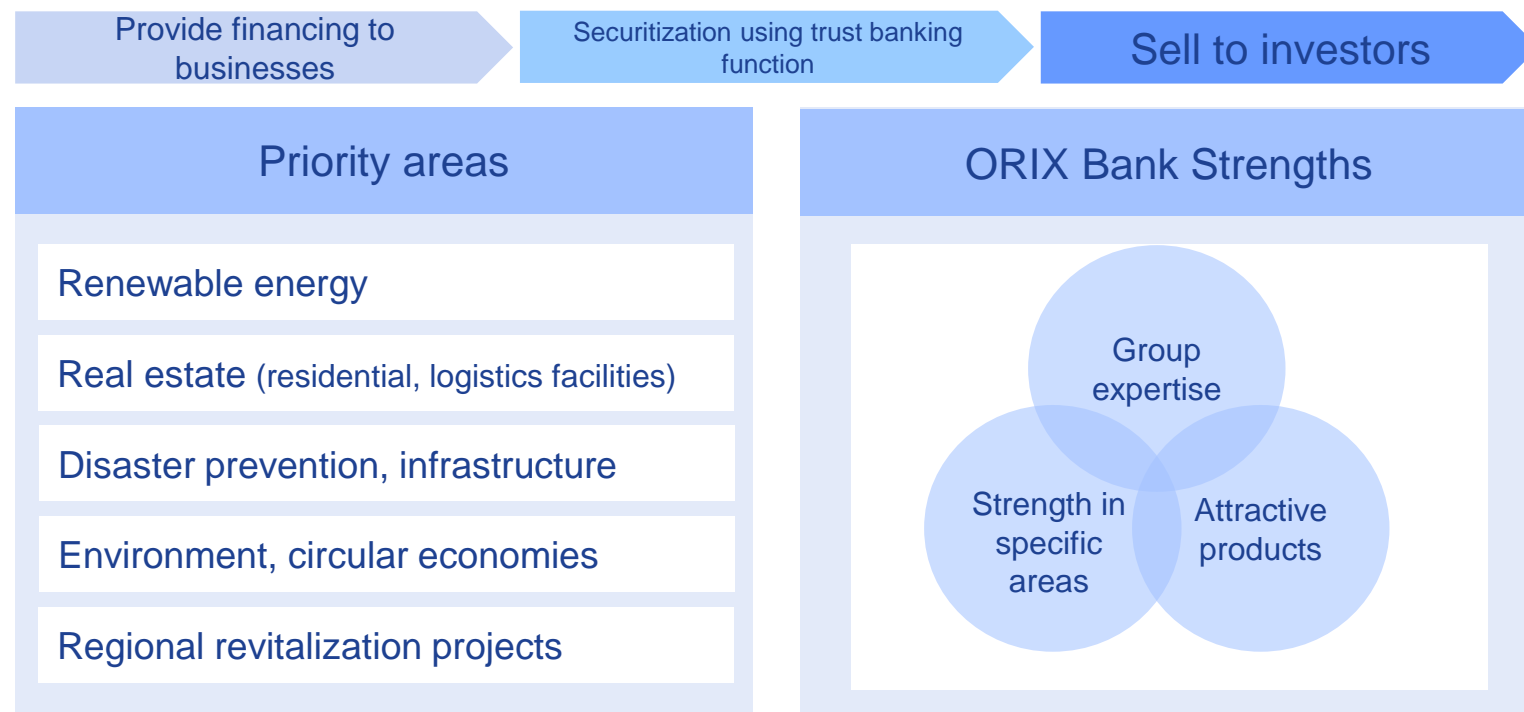 Provide financing to
businesses
Securitization using trust banking
function
Sell to investors
Priority areas
Renewable energy
Real estate (residential, logistics facilities)
Disaster prevention, infrastructure
Environment, circular economies
Regional revitalization projects
ORIX Bank Strengths
Group
expertise
Strength in
specific
areas
Attractive
products